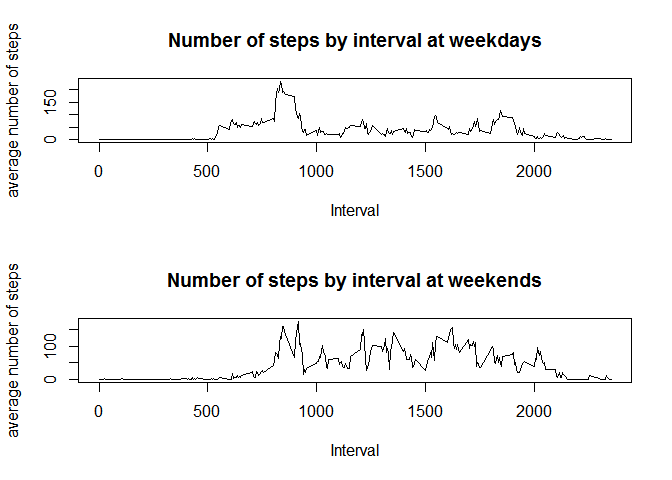 Number of steps by interval at weekdays
average number of steps
150
0
0 500 1000 1500 2000
Interval
Number of steps by interval at weekends
average number of steps
100
0
0 500 1000 1500 2000
Interval